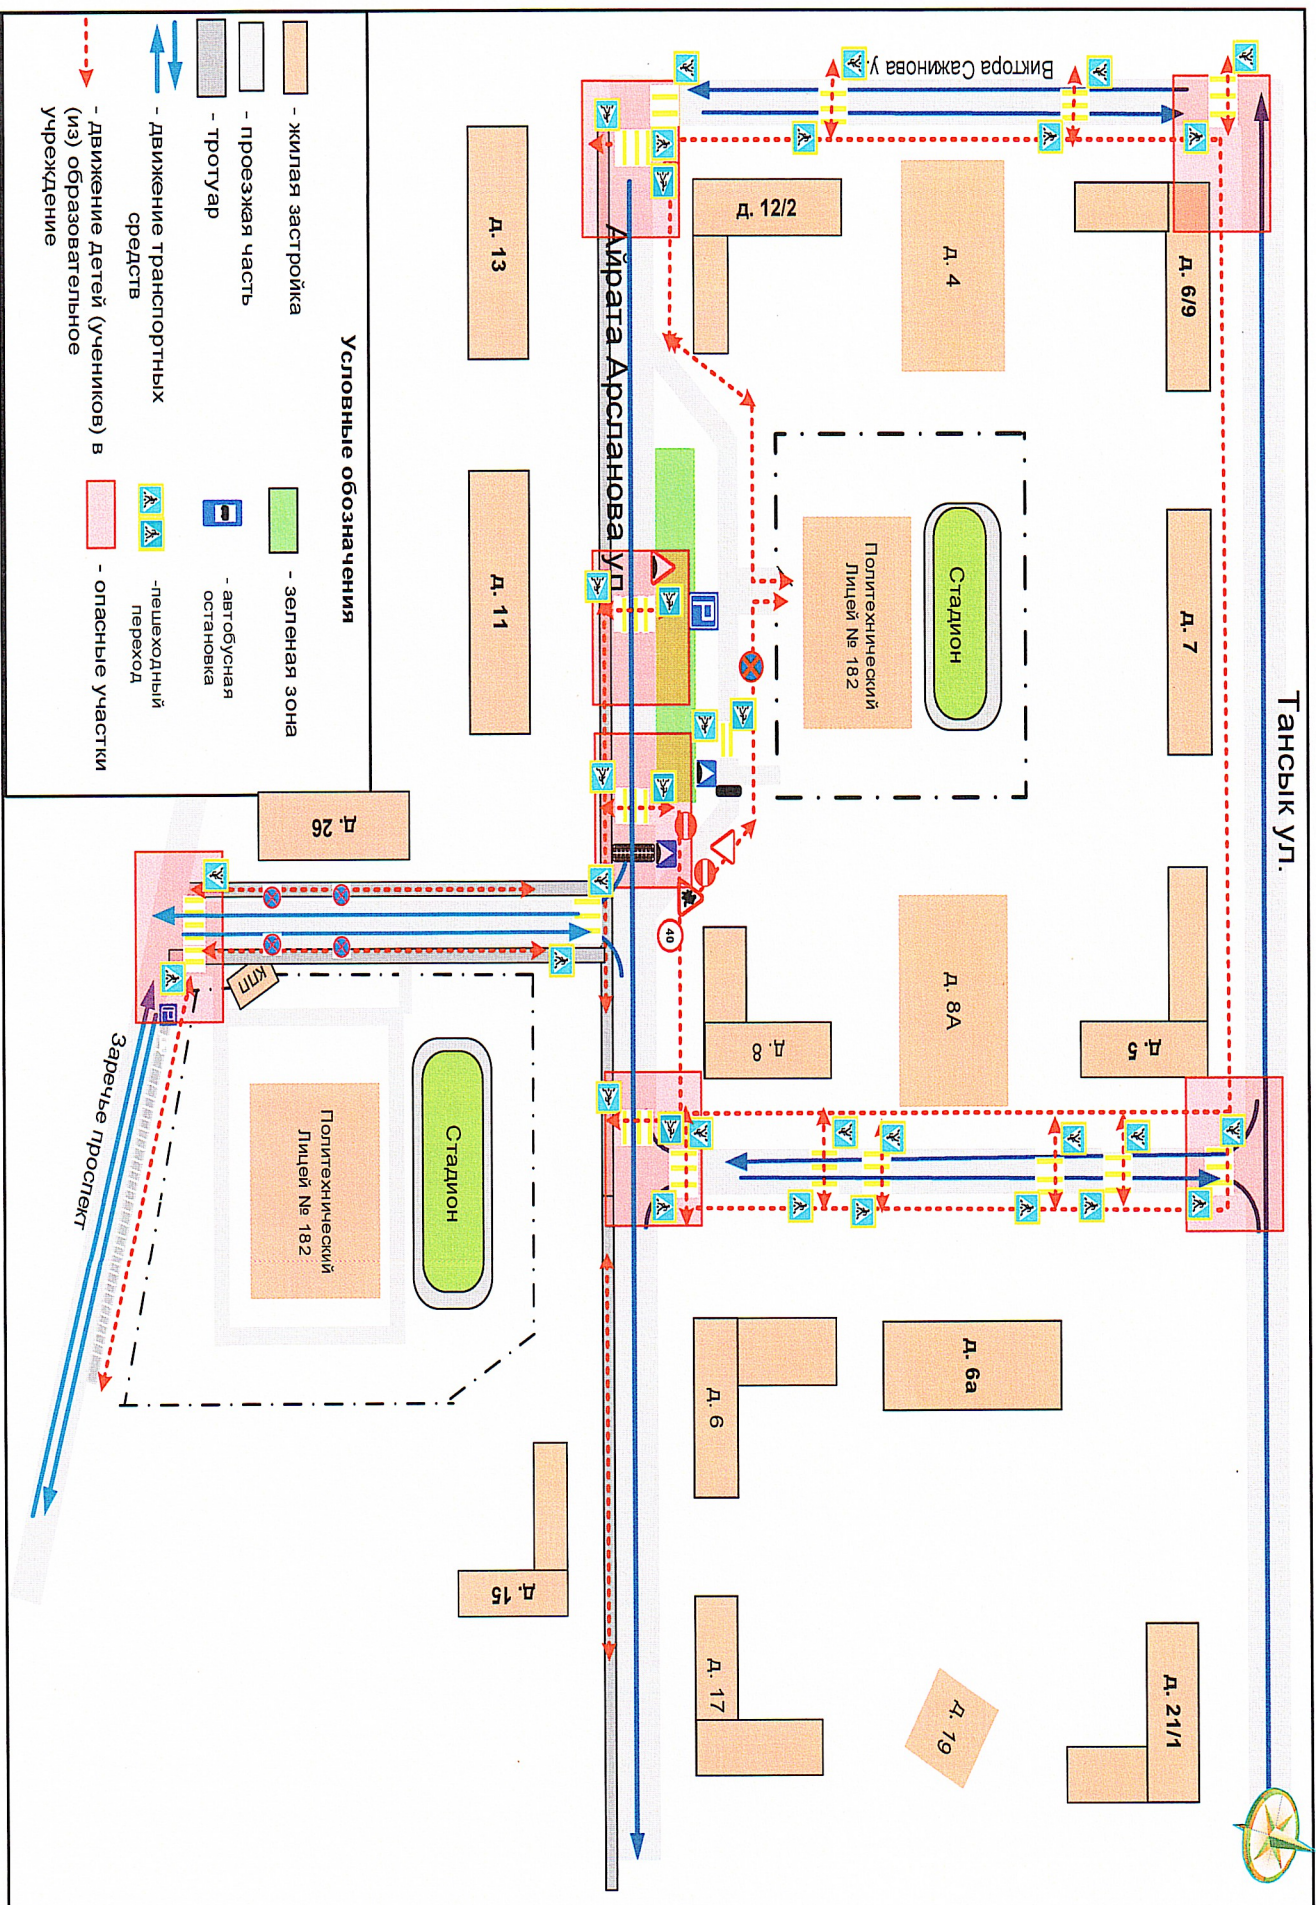 Тансык ул.
д. 6/9
д. 7
д. 5
д. 21/1
Виктора Сажинова у.
д. 4
Стадион
Политехнический
Лицей № 182
д. 8А
д. 6а
д. 19
д. 12/2
д. 8
д. 6
д. 17
P
40
Айрата Арсланова ул
д. 13
д. 11
д. 15
д. 26
КПП
Стадион
Политехнический
Лицей № 182
Заречье проспект
Условные обозначения
- жилая застройка
- проезжая часть
- тротуар
- движение транспортных
средств
- движение детей (учеников) в
(из) образовательное
учреждение
- зеленая зона
- автобусная
остановка
-пешеходный
переход
- опасные участки